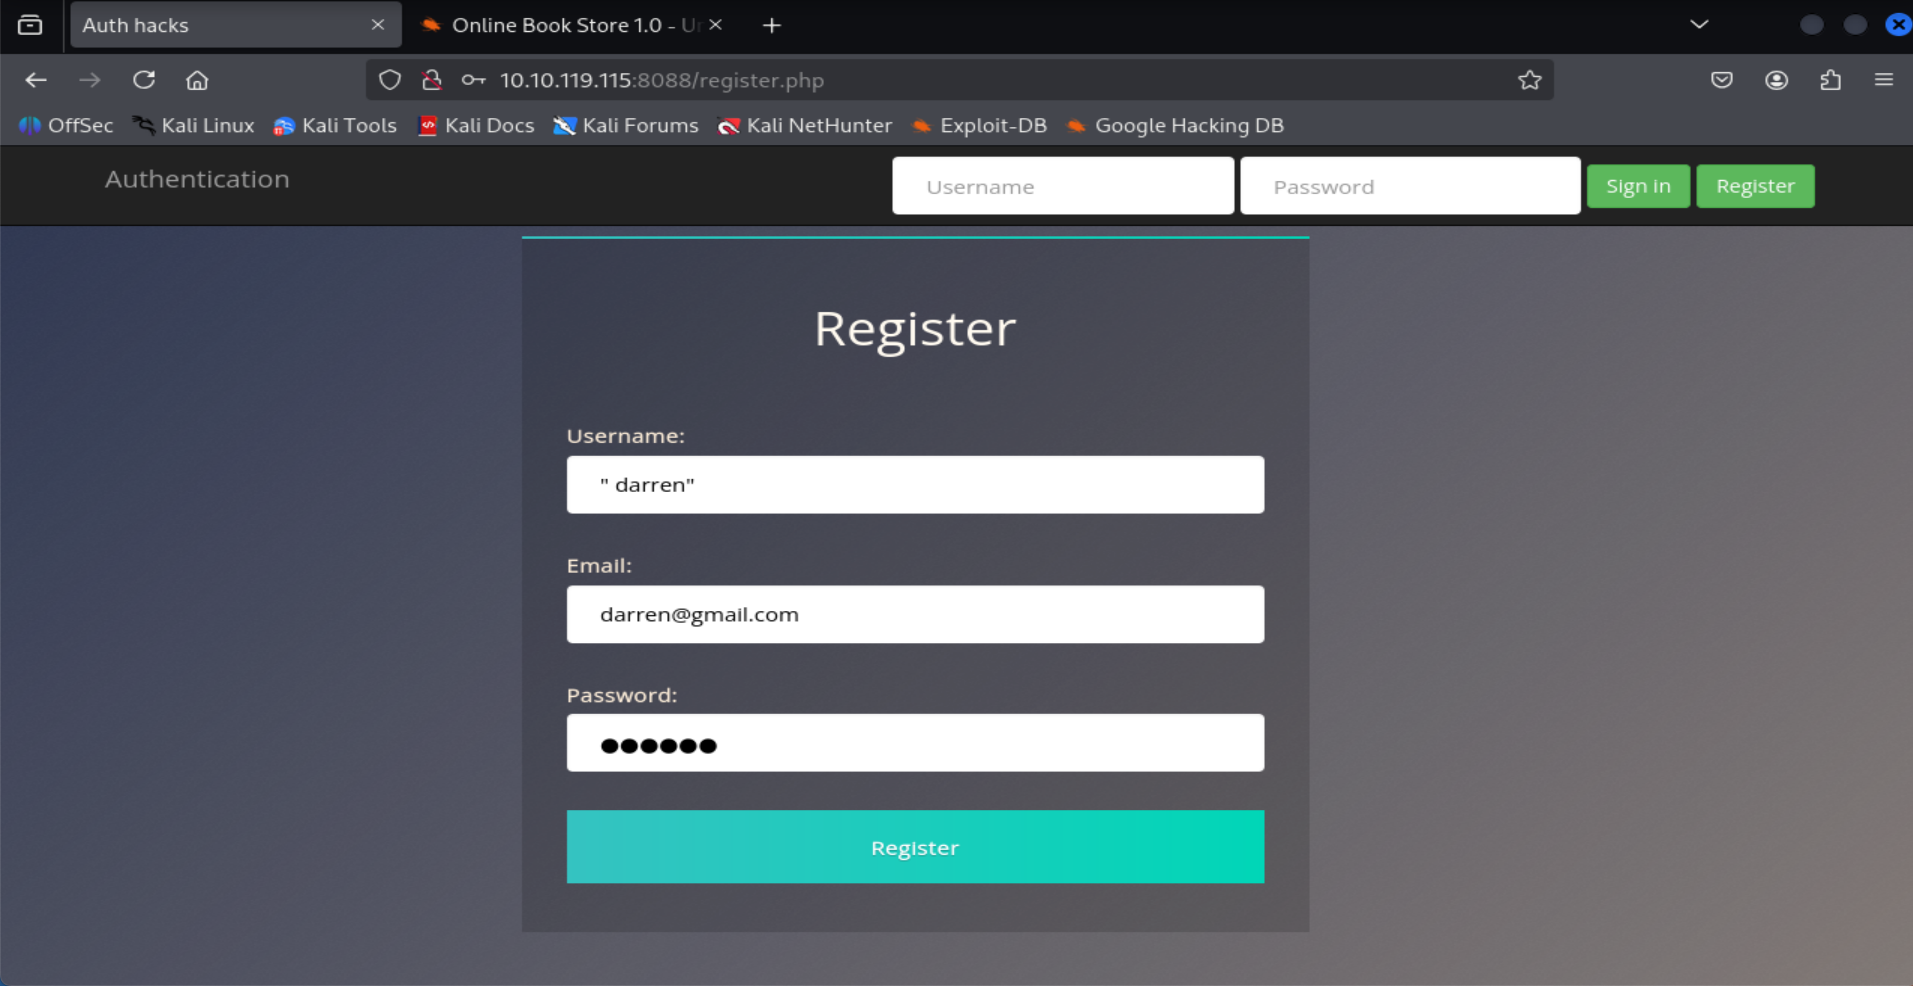 Auth hacks
Online Book Store 1.0 - Ur
10.10.119.115:8088/register.php
OffSec Kali Linux Kali Tools Kali Docs Kali Forums Kali NetHunter Exploit-DB Google Hacking DB
Authentication Username Password Sign In Register
Register
Username:
" darren"
Email:
darren@gmail.com
Password:
●●●●●●
Register